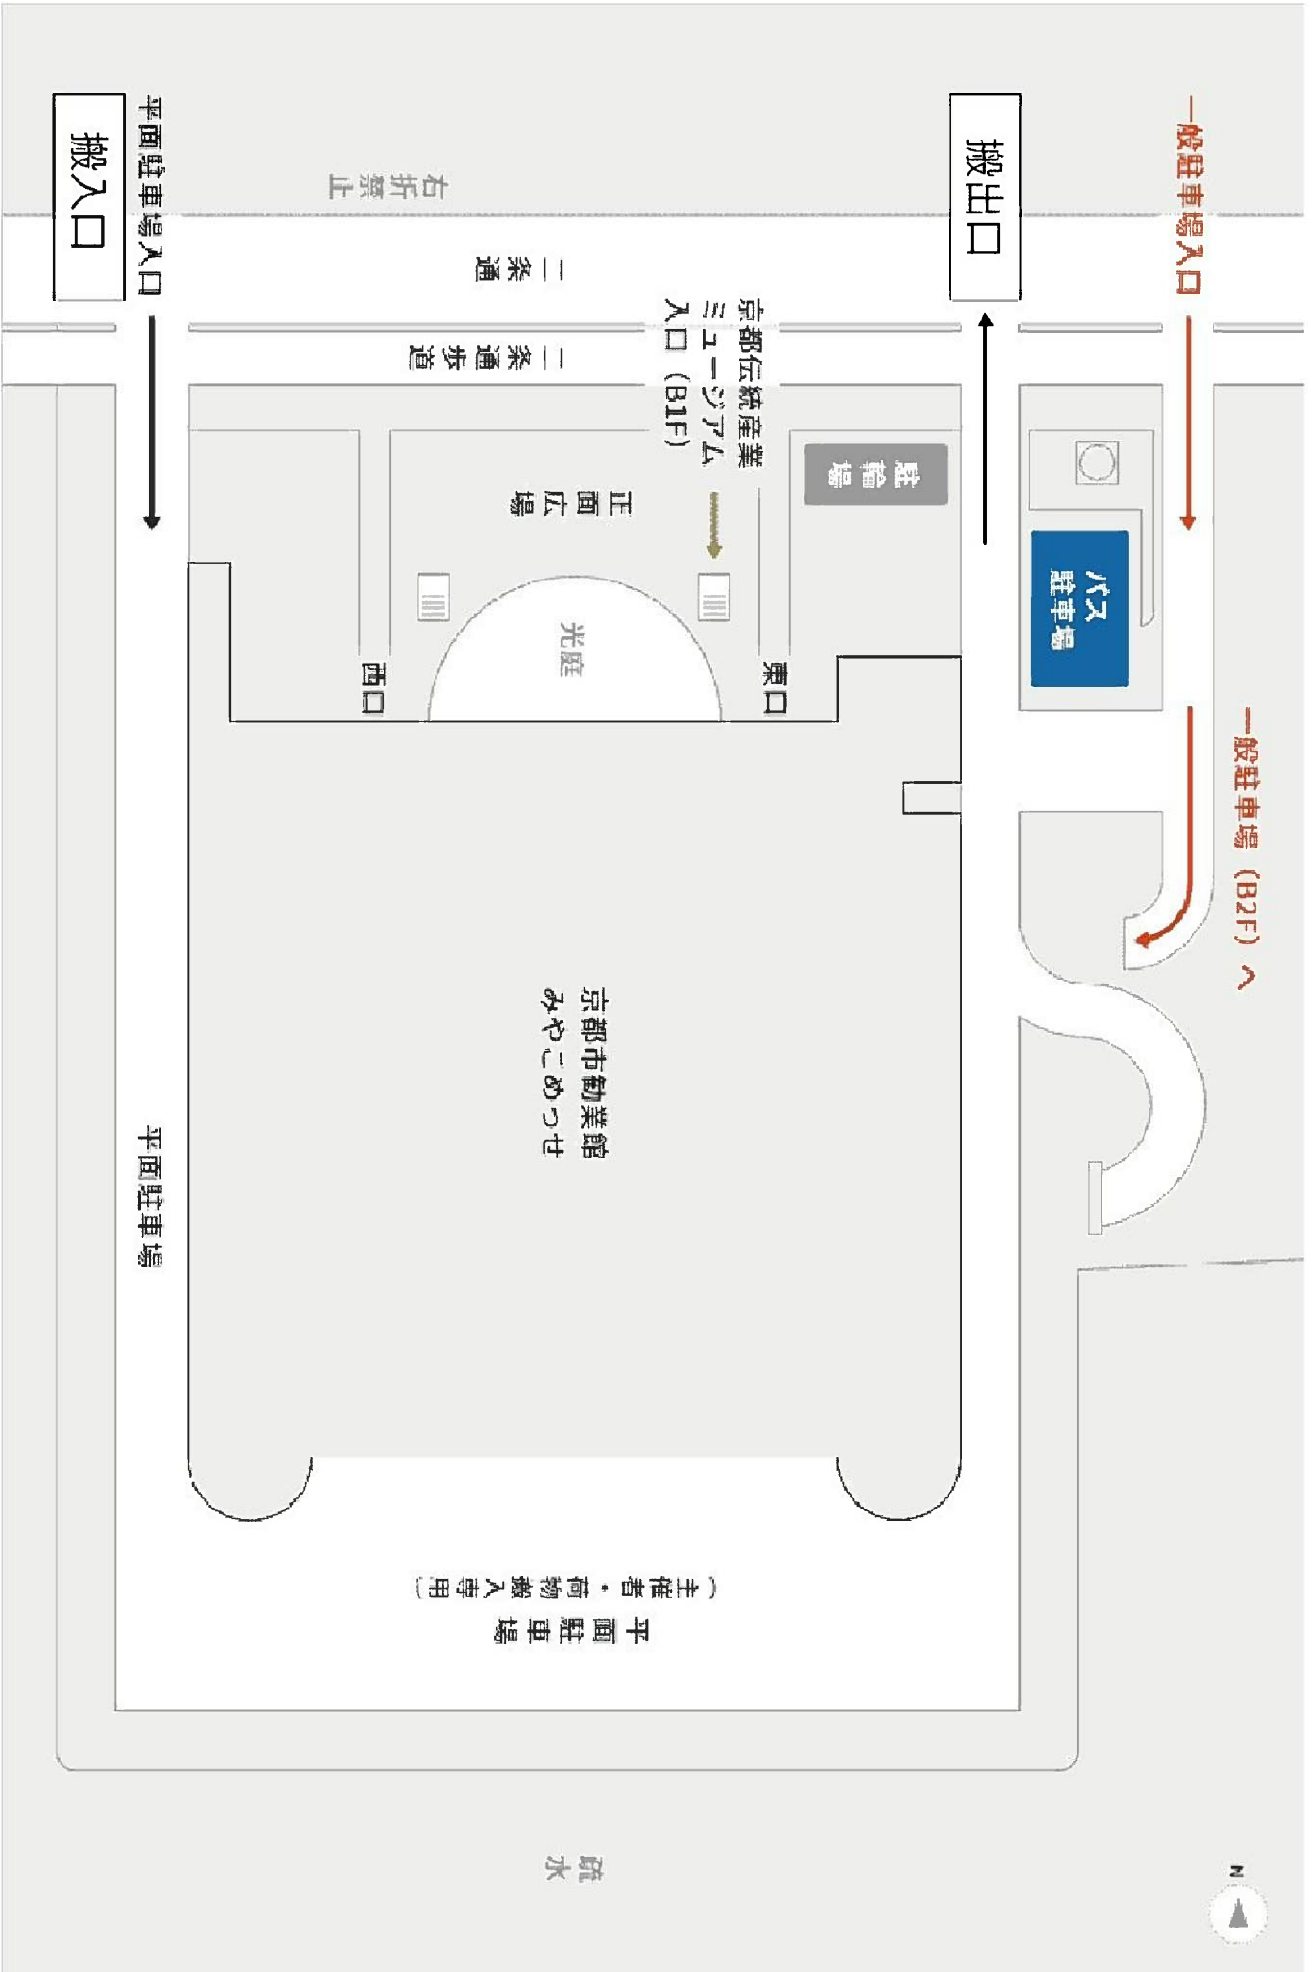 搬入口
平面駐車場入口
右折禁止
二条通
二条通歩道
搬出口
一般駐車場入口
京都伝統産業
ミュージアム
入口（B1F）
正面広場
駐輪場
バス
駐車場
光庭
西口
東口
一般駐車場（B2F）へ
京都市勧業館
みやこめっせ
平面駐車場
平面駐車場
（主催者・荷物搬入専用）
疏水
N